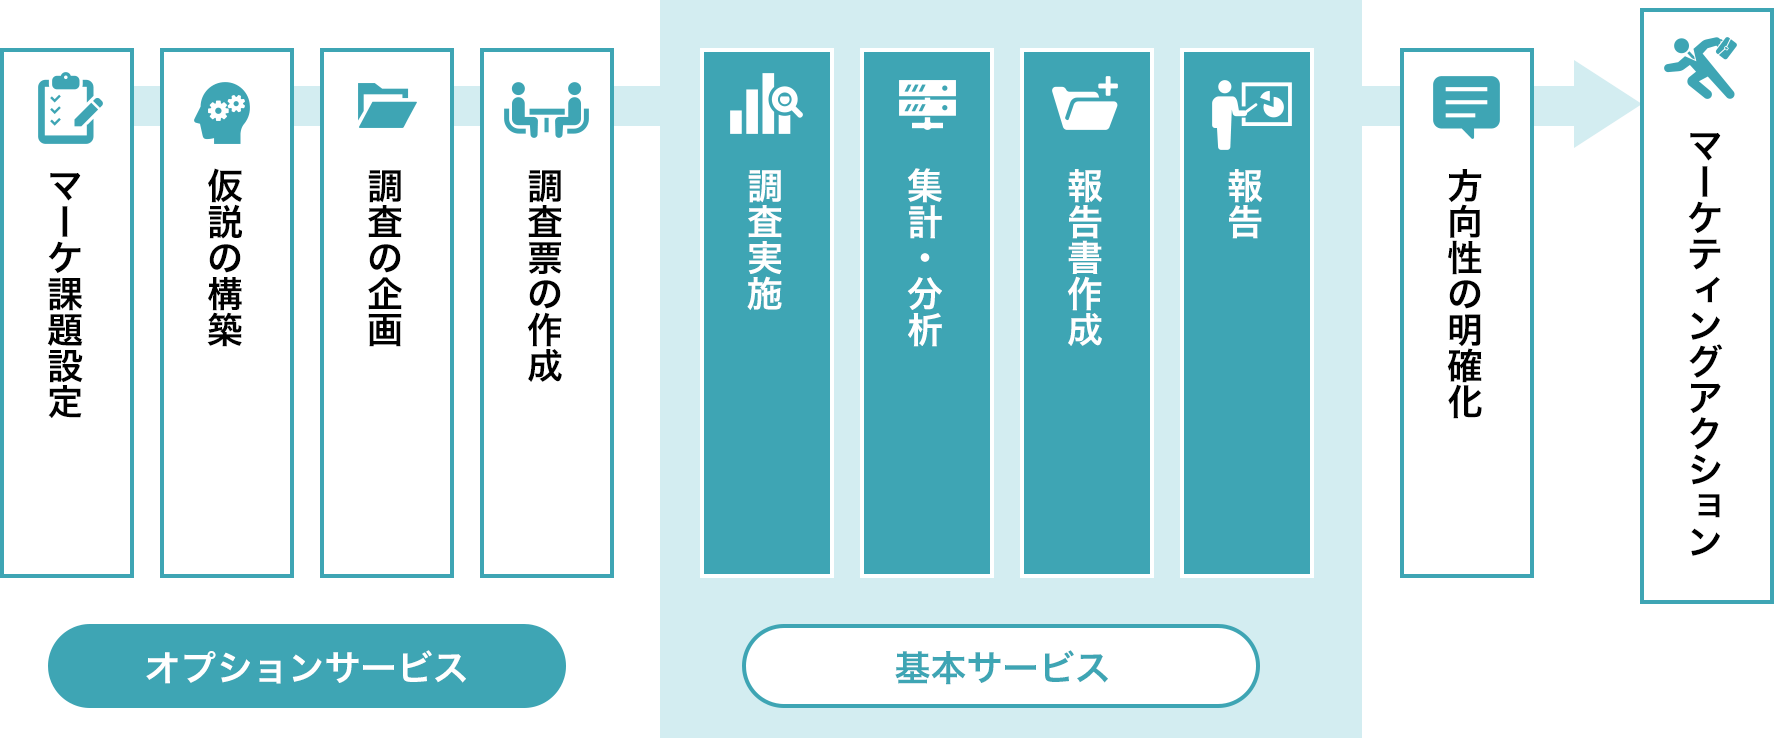 マーケ課題設定
仮説の構築
調査の企画
調査票の作成
調査実施
集計・分析
報告書作成
報告
方向性の明確化
マーケティングアクション
オプションサービス
基本サービス